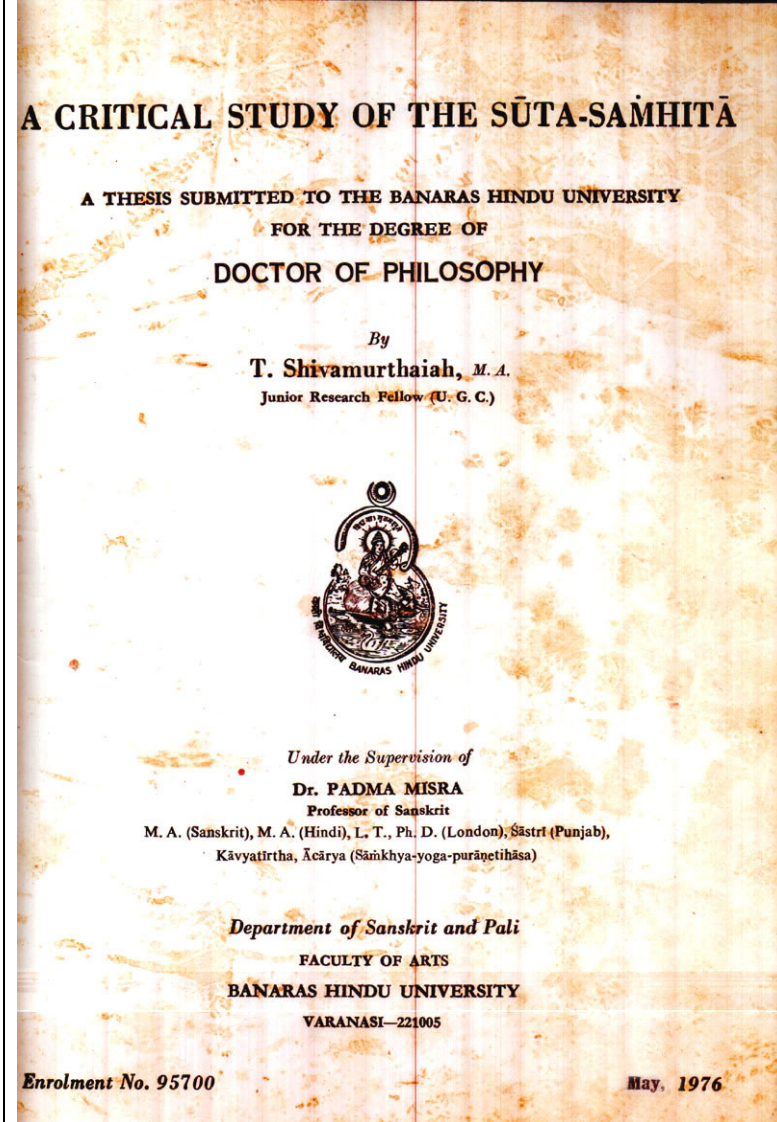 A CRITICAL STUDY OF THE SŪTA-SAṀHITĀ
A THESIS SUBMITTED TO THE BANARAS HINDU UNIVERSITY
FOR THE DEGREE OF
DOCTOR OF PHILOSOPHY
By
T. Shivamurthaiah, M. A.
Junior Research Fellow (U. G. C.)
BANARAS HINDU UNIVERSITY
Under the Supervision of
Dr. PADMA MISRA
Professor of Sanskrit
M. A. (Sanskrit), M. A. (Hindi), L. T., Ph. D. (London), Śāstrī (Punjab),
Kāvyatīrtha, Ācārya (Sāṁkhya-yoga-purāṇetihāsa)
Department of Sanskrit and Pali
FACULTY OF ARTS
BANARAS HINDU UNIVERSITY
VARANASI—221005
Enrolment No. 95700
May, 1976